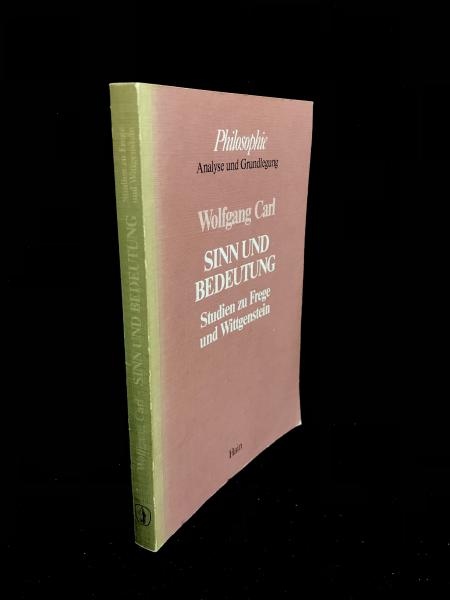 Philosophie
Analyse und Grundlegung
Wolfgang Carl
SINN UND
BEDEUTUNG
Studien zu Frege
und Wittgenstein
Hain
Wolfgang Carl SINN UND BEDEUTUNG
Studien zu Frege
und Wittgenstein